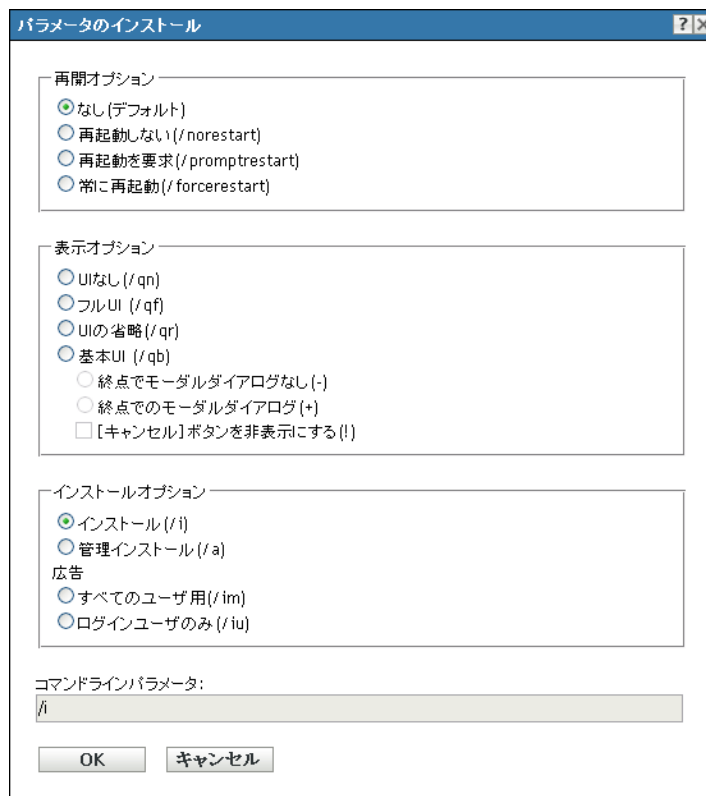 パラメータのインストール
再開オプション
なし(デフォルト)
再起動しない(/norestart)
再起動を要求(/promptrestart)
常に再起動(/forcerestart)
表示オプション
UIなし(/qn)
フルUI (/qf)
UIの省略(/qr)
基本UI (/qb)
終点でモーダルダイアログなし(-)
終点でのモーダルダイアログ(+)
[キャンセル]ボタンを非表示にする(!)
インストールオプション
インストール(/i)
管理インストール(/a)
広告
すべてのユーザ用(/im)
ログインユーザのみ(/iu)
コマンドラインパラメータ:
/i
OK キャンセル